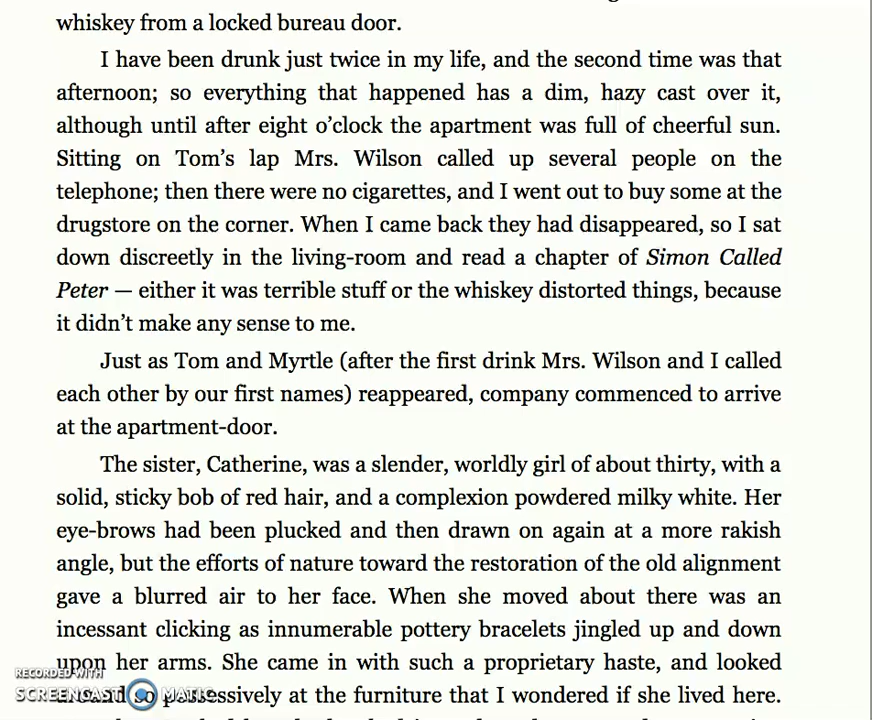 whiskey from a locked bureau door.
I have been drunk just twice in my life, and the second time was that
afternoon; so everything that happened has a dim, hazy cast over it,
although until after eight o’clock the apartment was full of cheerful sun.
Sitting on Tom’s lap Mrs. Wilson called up several people on the
telephone; then there were no cigarettes, and I went out to buy some at the
drugstore on the corner. When I came back they had disappeared, so I sat
down discreetly in the living-room and read a chapter of Simon Called
Peter — either it was terrible stuff or the whiskey distorted things, because
it didn’t make any sense to me.
Just as Tom and Myrtle (after the first drink Mrs. Wilson and I called
each other by our first names) reappeared, company commenced to arrive
at the apartment-door.
The sister, Catherine, was a slender, worldly girl of about thirty, with a
solid, sticky bob of red hair, and a complexion powdered milky white. Her
eye-brows had been plucked and then drawn on again at a more rakish
angle, but the efforts of nature toward the restoration of the old alignment
gave a blurred air to her face. When she moved about there was an
incessant clicking as innumerable pottery bracelets jingled up and down
upon her arms. She came in with such a proprietary haste, and looked
around so possessively at the furniture that I wondered if she lived here.
RECORDED WITH
SCREENCAST MATIC